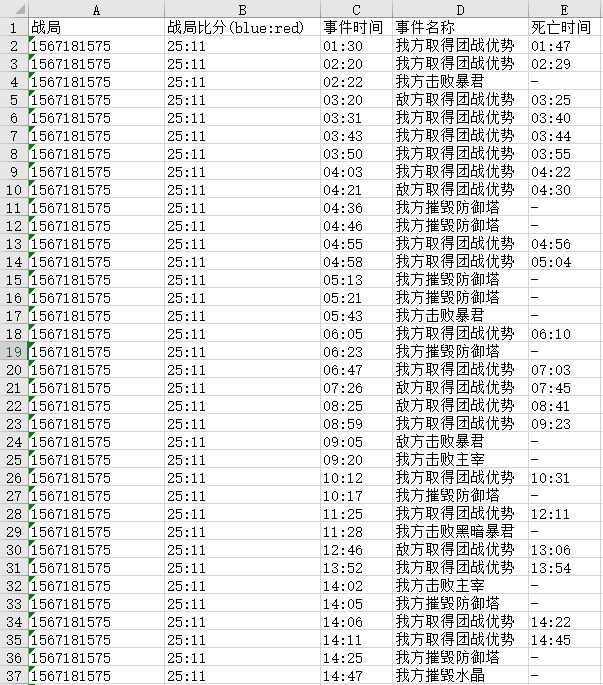 A B C D E
1 战局 战局比分(blue:red) 事件时间 事件名称 死亡时间
2 1567181575 25:11 01:30 我方取得团战优势 01:47
3 1567181575 25:11 02:20 我方取得团战优势 02:29
4 1567181575 25:11 02:22 我方击败暴君 -
5 1567181575 25:11 03:20 敌方取得团战优势 03:25
6 1567181575 25:11 03:31 我方取得团战优势 03:40
7 1567181575 25:11 03:43 我方取得团战优势 03:44
8 1567181575 25:11 03:50 我方取得团战优势 03:55
9 1567181575 25:11 04:03 我方取得团战优势 04:22
10 1567181575 25:11 04:21 敌方取得团战优势 04:30
11 1567181575 25:11 04:36 我方摧毁防御塔 -
12 1567181575 25:11 04:46 我方摧毁防御塔 -
13 1567181575 25:11 04:55 我方取得团战优势 04:56
14 1567181575 25:11 04:58 我方取得团战优势 05:04
15 1567181575 25:11 05:13 我方摧毁防御塔 -
16 1567181575 25:11 05:21 我方摧毁防御塔 -
17 1567181575 25:11 05:43 我方击败暴君 -
18 1567181575 25:11 06:05 我方取得团战优势 06:10
19 1567181575 25:11 06:23 我方摧毁防御塔 -
20 1567181575 25:11 06:47 我方取得团战优势 07:03
21 1567181575 25:11 07:26 敌方取得团战优势 07:45
22 1567181575 25:11 08:25 敌方取得团战优势 08:41
23 1567181575 25:11 08:59 我方取得团战优势 09:23
24 1567181575 25:11 09:05 敌方击败暴君 -
25 1567181575 25:11 09:20 我方击败主宰 -
26 1567181575 25:11 10:12 我方取得团战优势 10:31
27 1567181575 25:11 10:17 我方摧毁防御塔 -
28 1567181575 25:11 11:25 我方取得团战优势 12:11
29 1567181575 25:11 11:28 我方击败黑暗暴君 -
30 1567181575 25:11 12:46 敌方取得团战优势 13:06
31 1567181575 25:11 13:52 我方取得团战优势 13:54
32 1567181575 25:11 14:02 我方击败主宰 -
33 1567181575 25:11 14:05 我方摧毁防御塔 -
34 1567181575 25:11 14:06 我方取得团战优势 14:22
35 1567181575 25:11 14:11 我方取得团战优势 14:45
36 1567181575 25:11 14:25 我方摧毁防御塔 -
37 1567181575 25:11 14:47 我方摧毁水晶 -